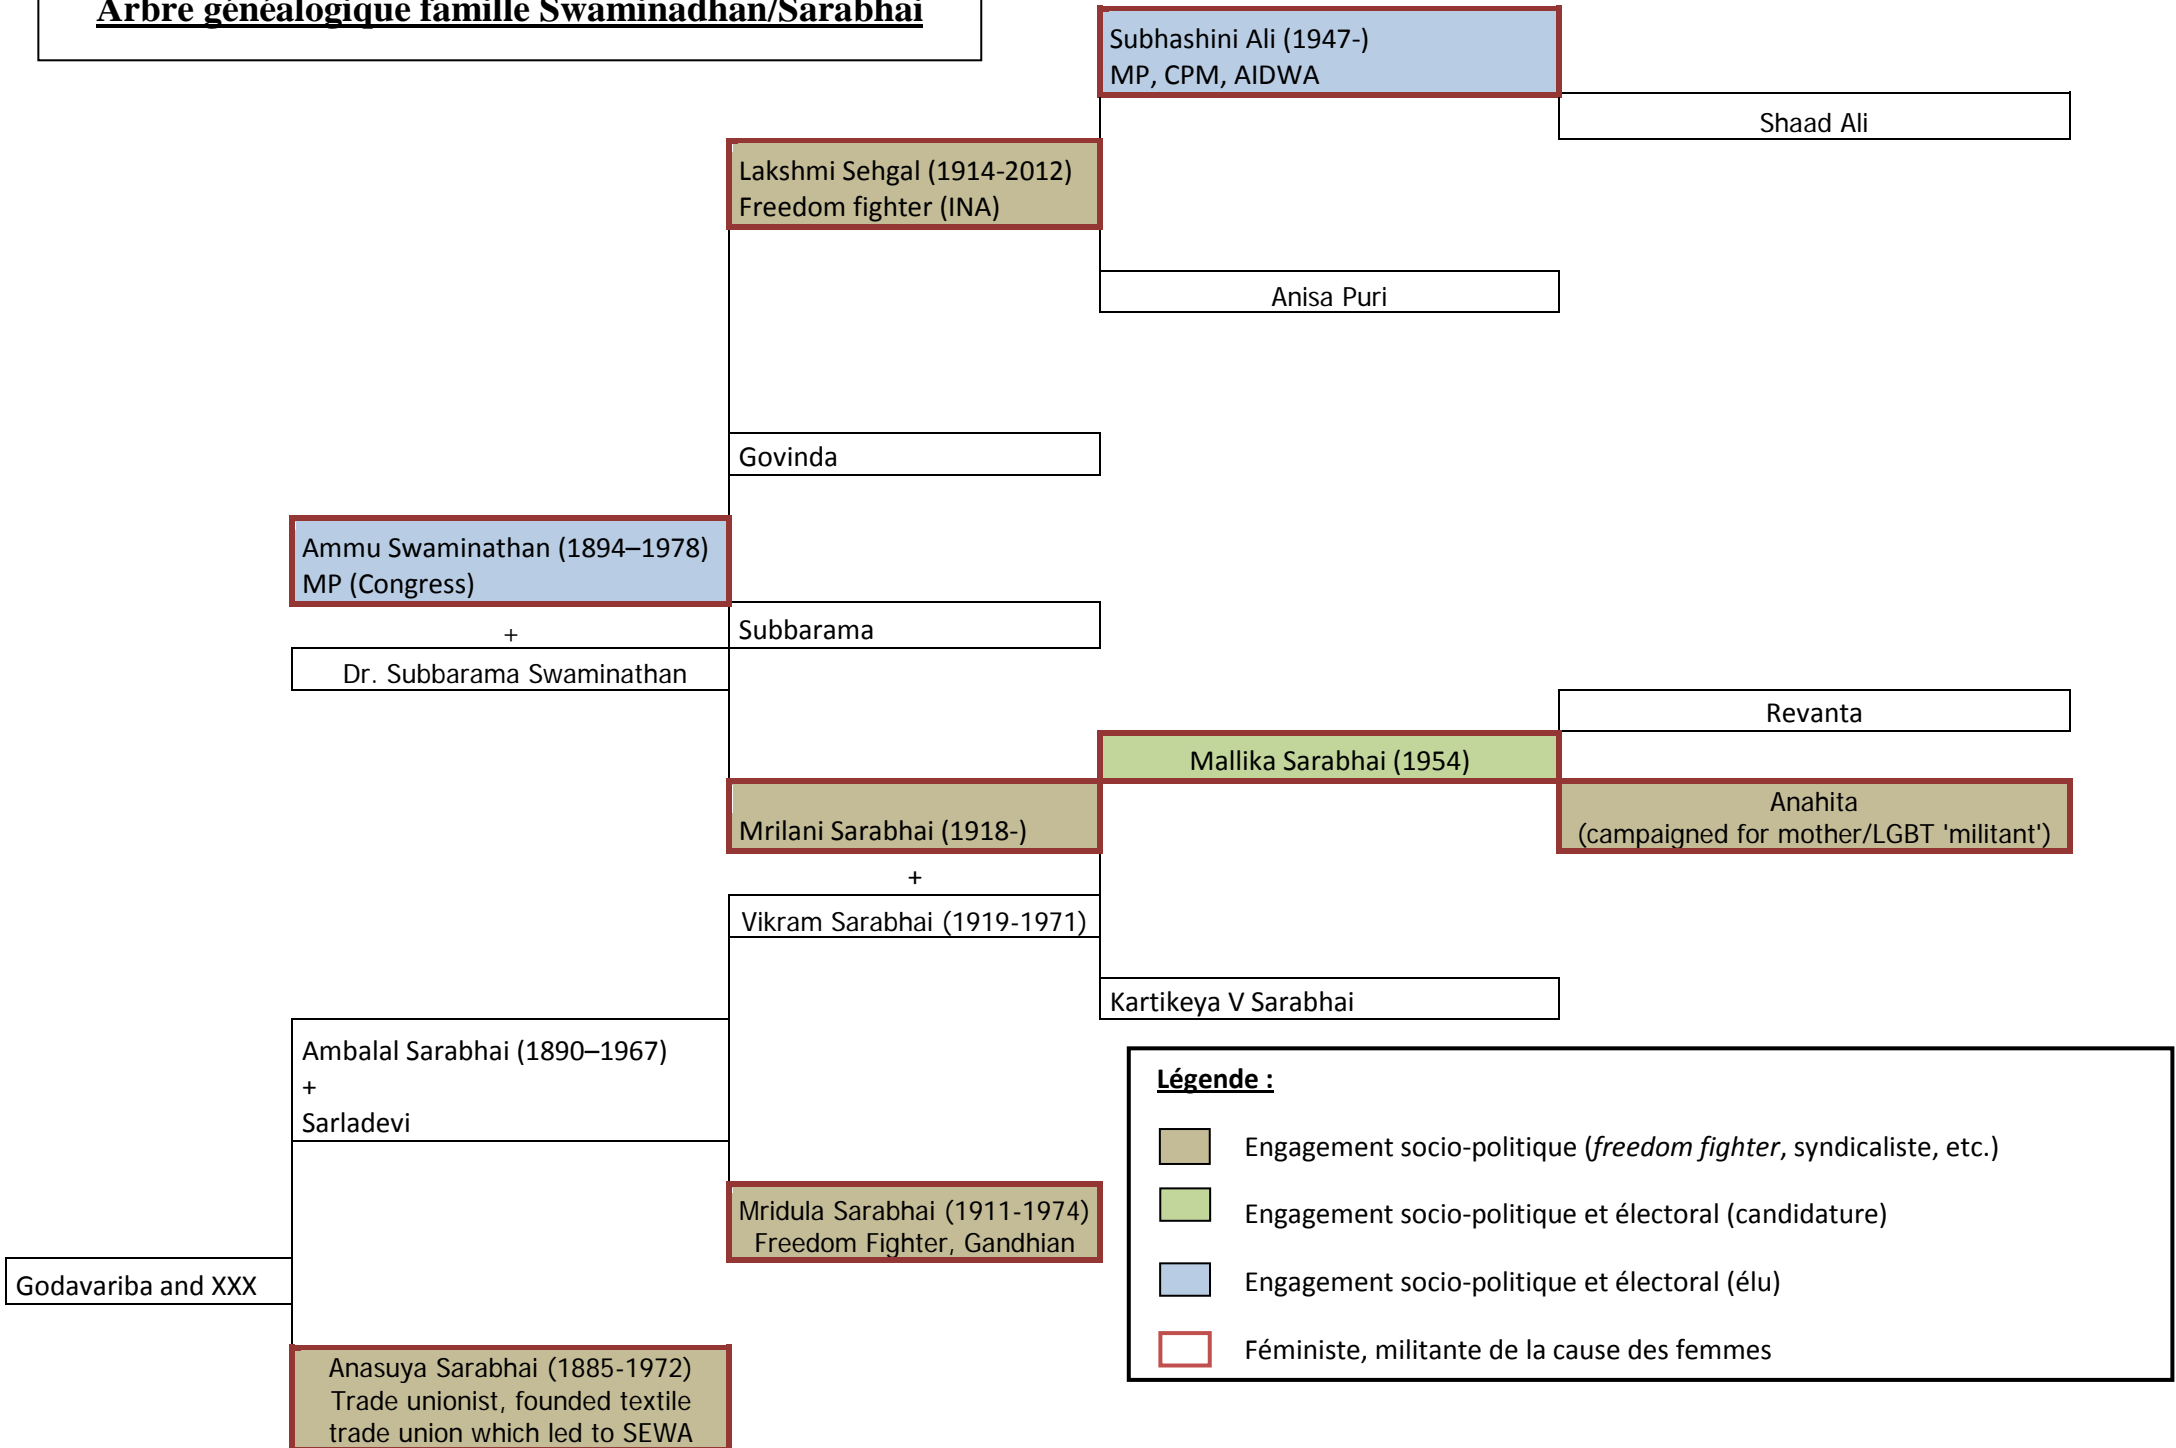 Arbre généalogique famille Swaminadhan/Sarabhai
Subhashini Ali (1947-)
MP, CPM, AIDWA
Shaad Ali
Lakshmi Sehgal (1914-2012)
Freedom fighter (INA)
Anisa Puri
Govinda
Ammu Swaminathan (1894–1978)
MP (Congress)
+
Dr. Subbarama Swaminathan
Subbarama
Revanta
Mallika Sarabhai (1954)
Anahita
(campaigned for mother/LGBT 'militant')
Mrilani Sarabhai (1918-)
+
Vikram Sarabhai (1919-1971)
Kartikeya V Sarabhai
Ambalal Sarabhai (1890–1967)
+
Sarladevi
Mridula Sarabhai (1911-1974)
Freedom Fighter, Gandhian
Godavariba and XXX
Anasuya Sarabhai (1885-1972)
Trade unionist, founded textile
trade union which led to SEWA
Légende :
Engagement socio-politique (freedom fighter, syndicaliste, etc.)
Engagement socio-politique et électoral (candidature)
Engagement socio-politique et électoral (élu)
Féministe, militante de la cause des femmes